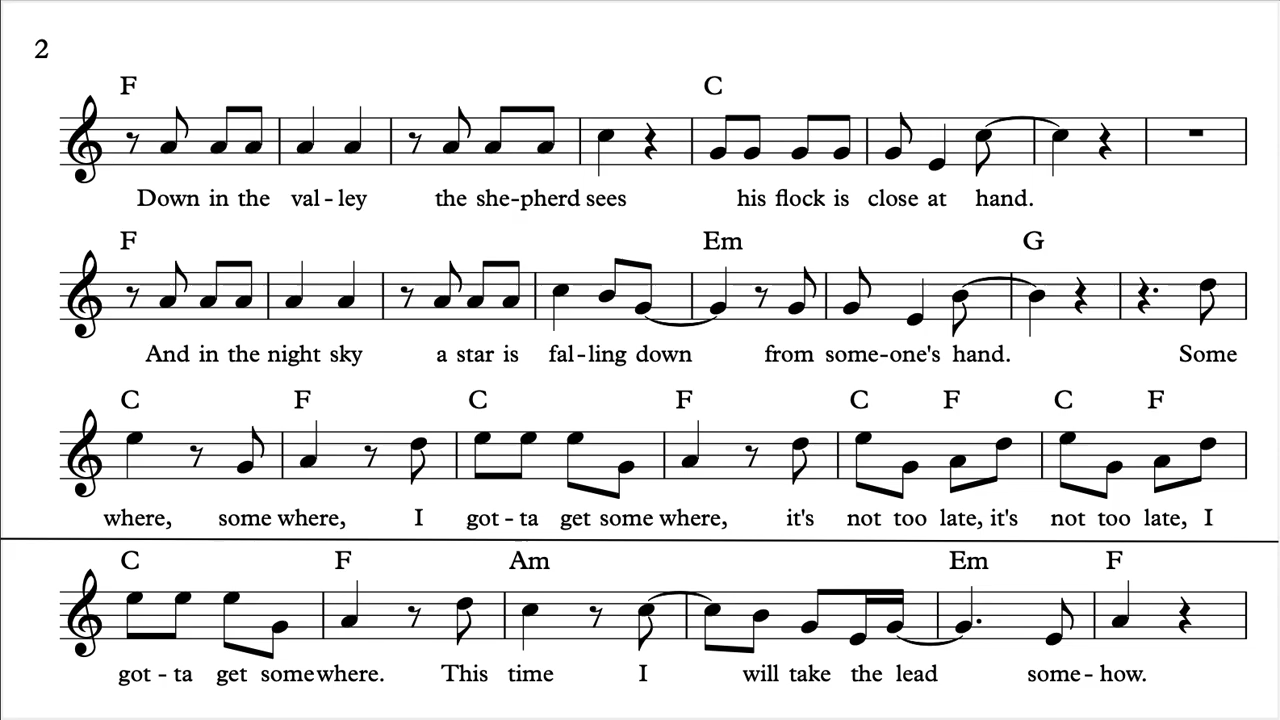 2
F C
Down in the val-ley the she-pherd sees his flock is close at hand.
F Em G
And in the night sky a star is fal-ling down from some-one's hand. Some
C F C F C F C F
where, some where, I got-ta get some where, it's not too late, it's not too late, I
C F Am Em F
got-ta get somewhere. This time I will take the lead some-how.